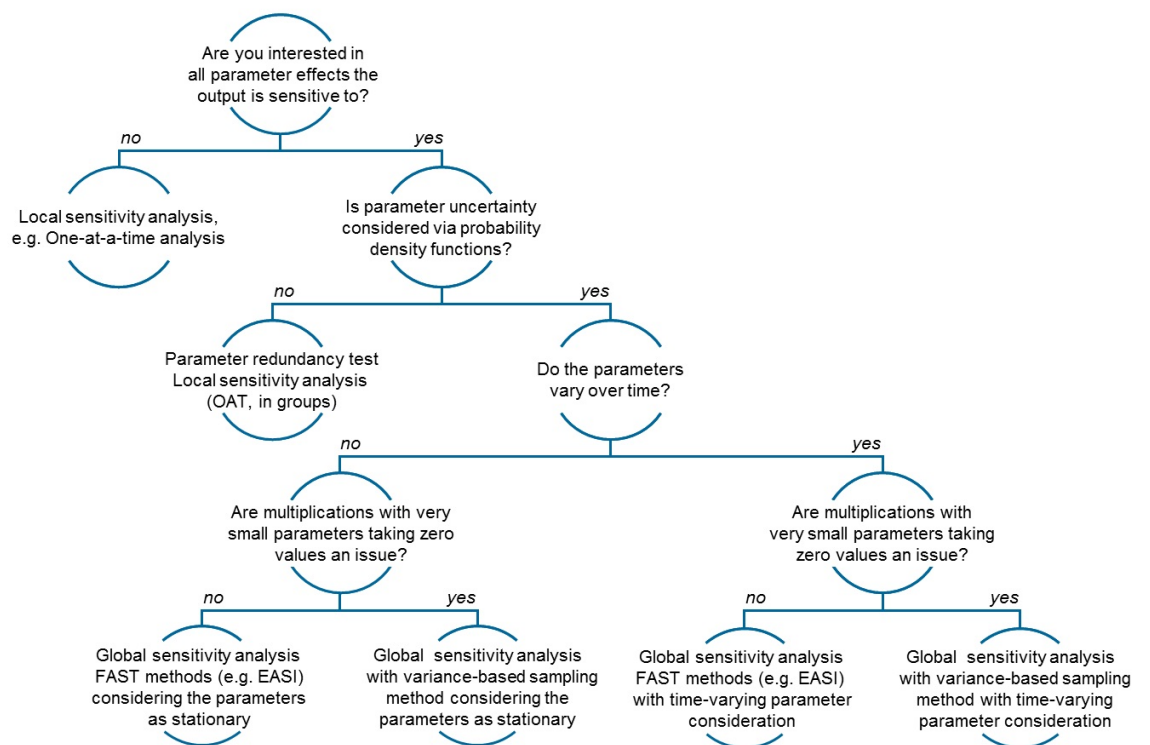 Are you interested in
all parameter effects the
output is sensitive to?
no
yes
Local sensitivity analysis,
e.g. One-at-a-time analysis
Is parameter uncertainty
considered via probability
density functions?
no
yes
Parameter redundancy test
Local sensitivity analysis
(OAT, in groups)
Do the parameters
vary over time?
no
yes
Are multiplications with very
small parameters taking zero
values an issue?
Are multiplications with
very small parameters taking
zero values an issue?
no
yes
no
yes
Global sensitivity analysis
FAST methods (e.g. EASI)
considering the parameters
as stationary
Global sensitivity analysis
with variance-based sampling
method considering the
parameters as stationary
Global sensitivity analysis
FAST methods (e.g. EASI)
with time-varying parameter
consideration
Global sensitivity analysis
with variance-based sampling
method with time-varying
parameter consideration